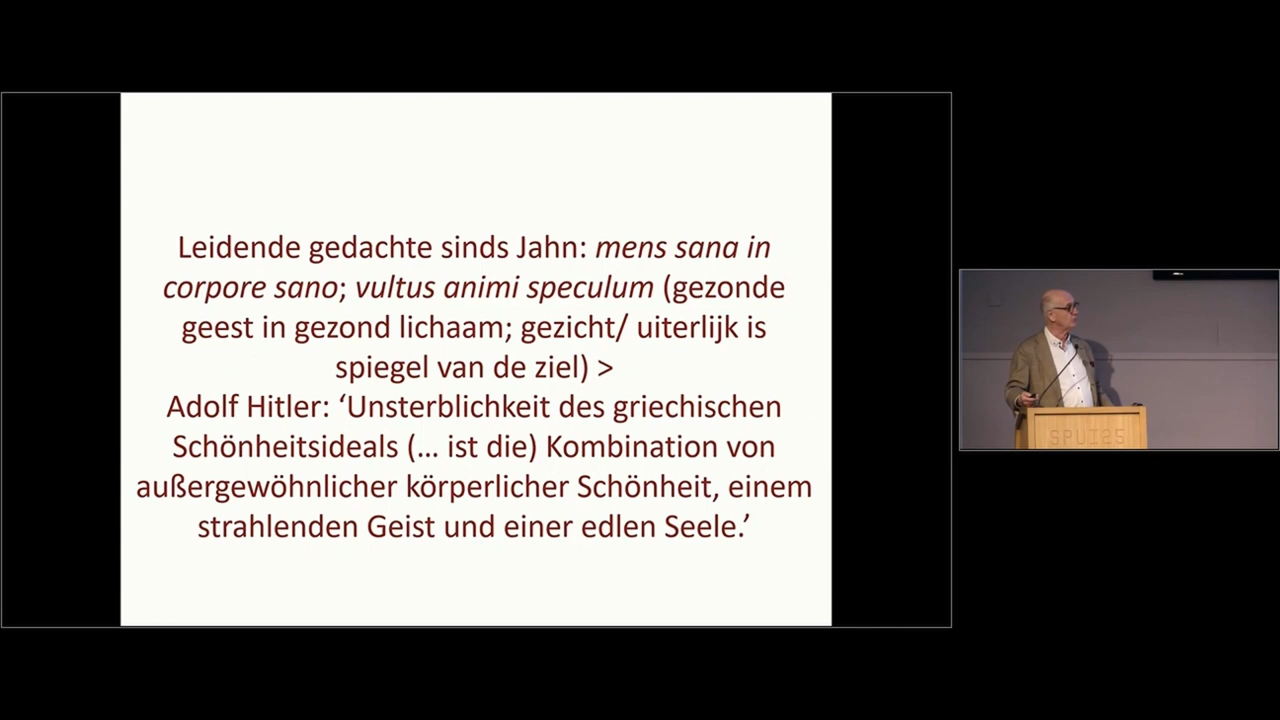 Leidende gedachte sinds Jahn: mens sana in
corpore sano; vultus animi speculum (gezonde
geest in gezond lichaam; gezicht/ uiterlijk is
spiegel van de ziel) >
Adolf Hitler: ‘Unsterblichkeit des griechischen
Schönheitsideals (… ist die) Kombination von
außergewöhnlicher körperlicher Schönheit, einem
strahlenden Geist und einer edlen Seele.’
SPUI25